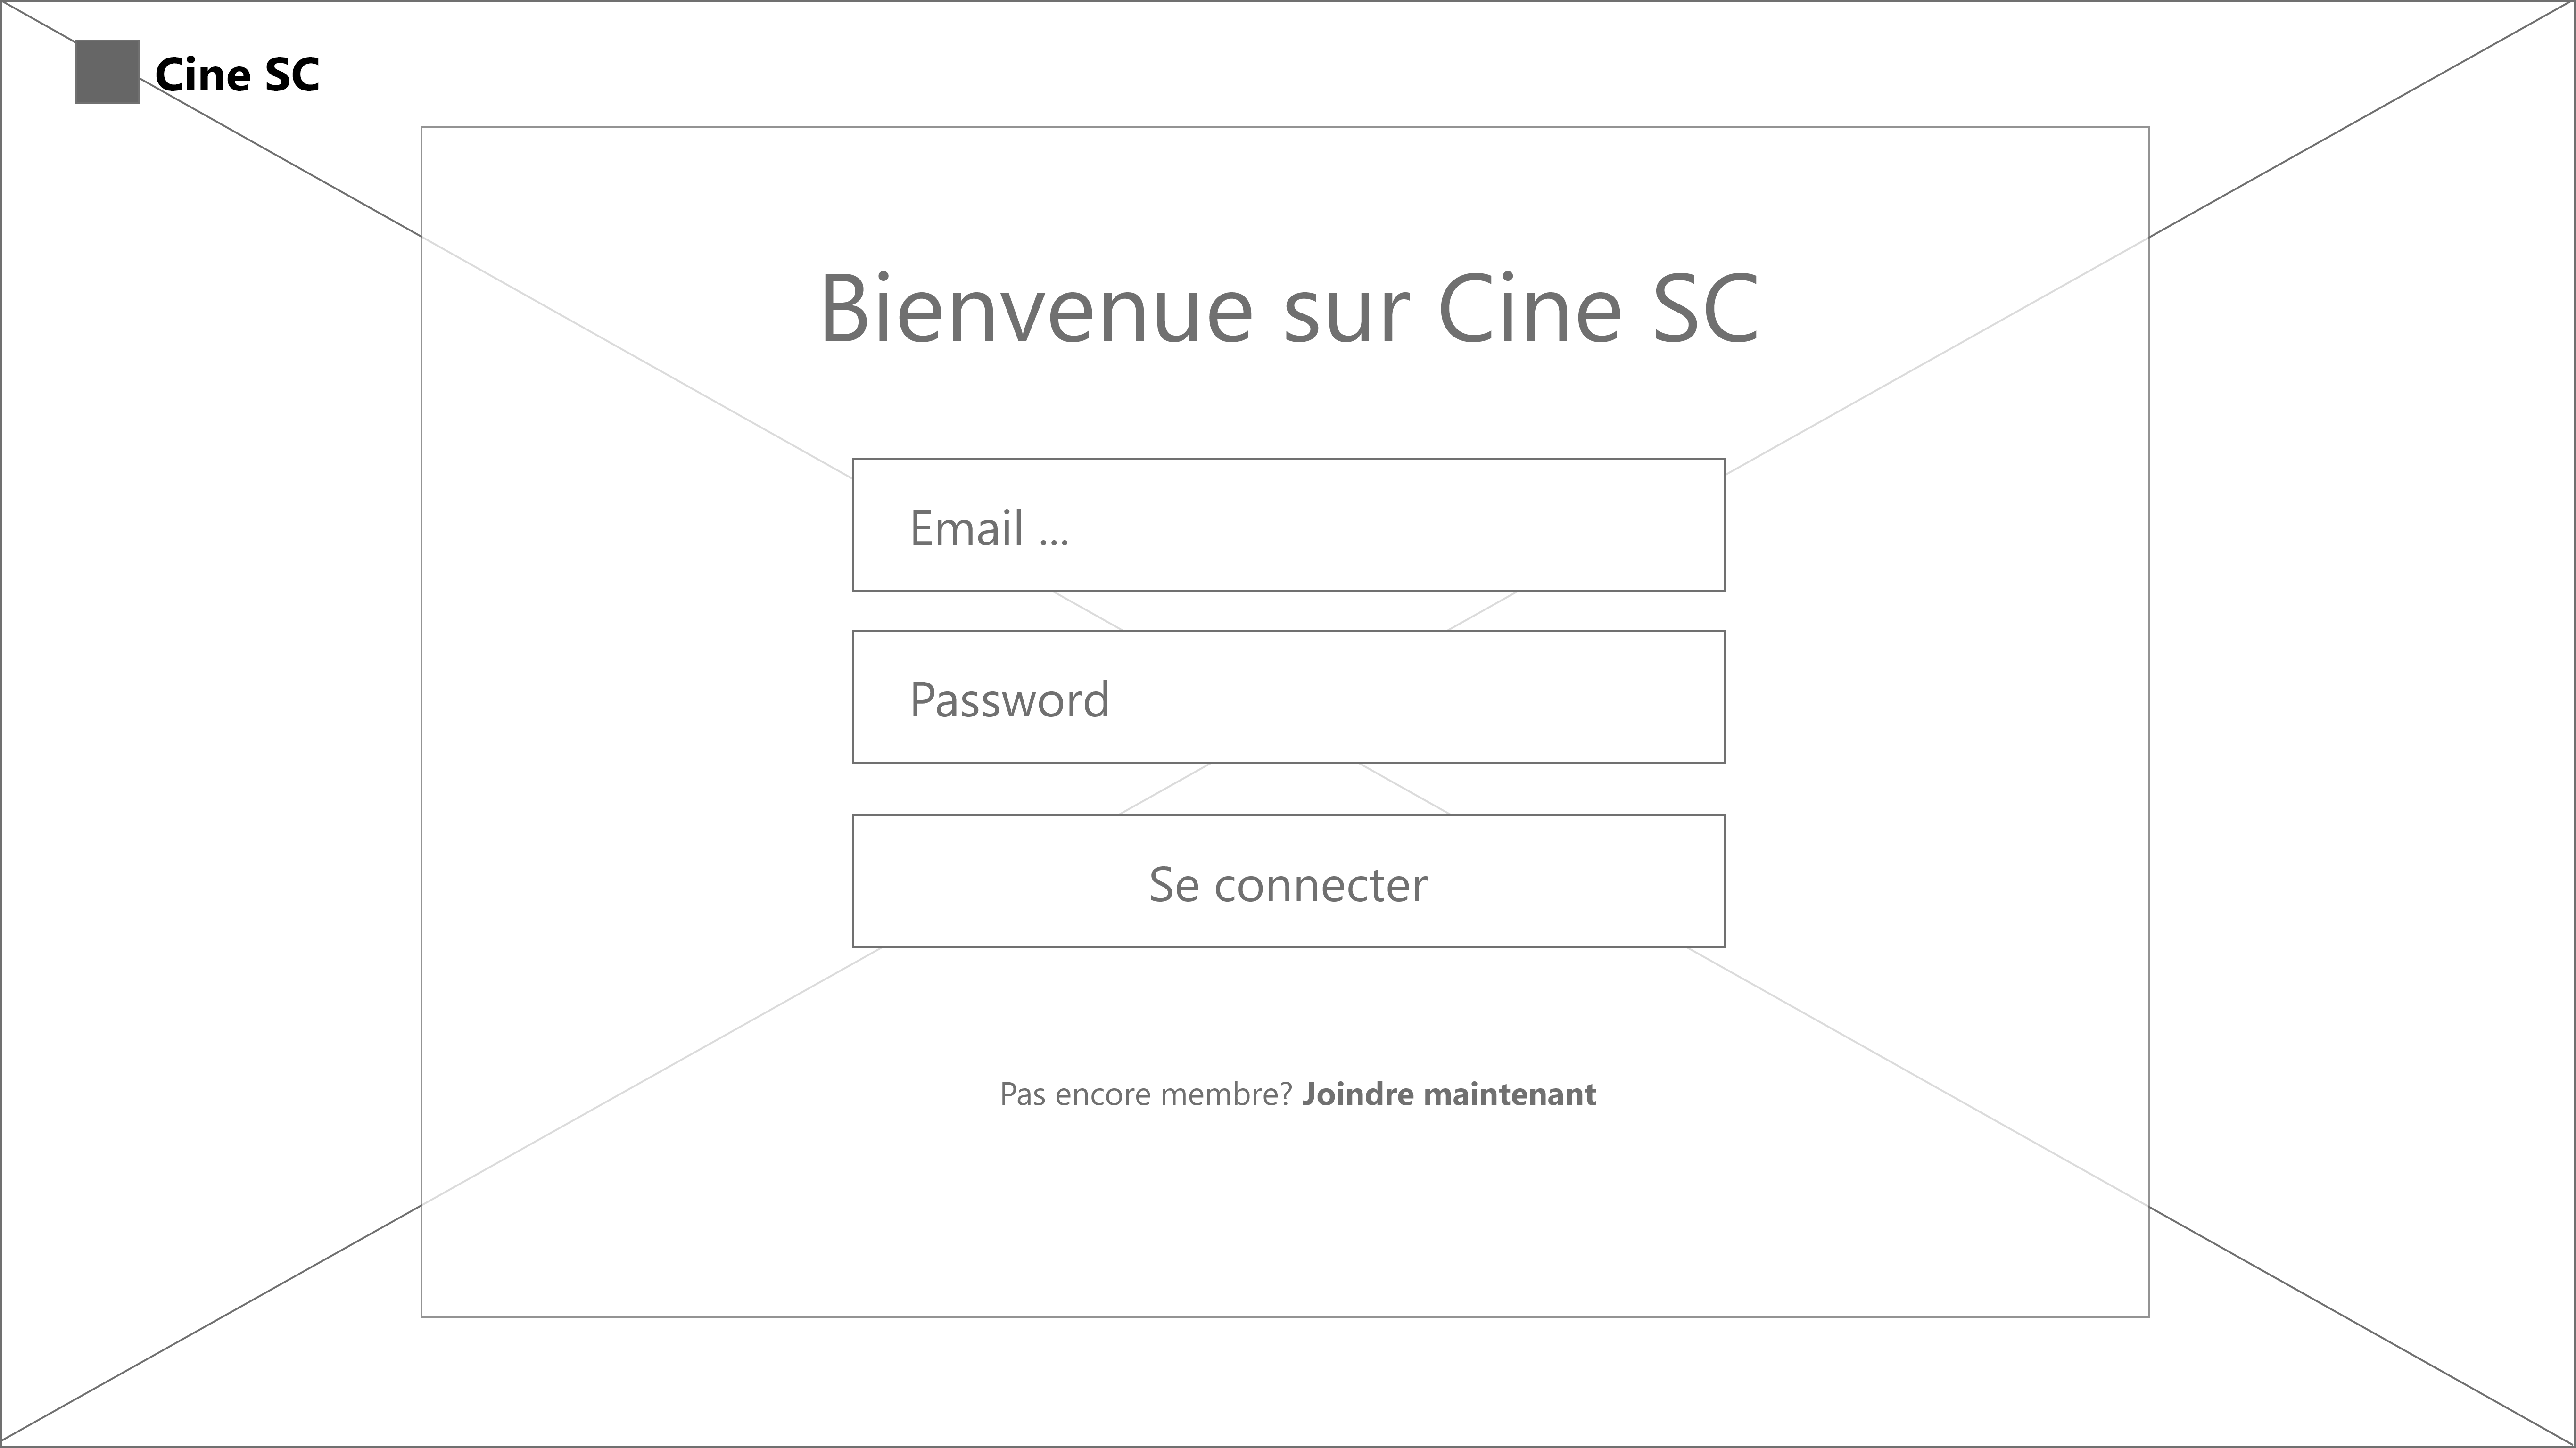 Cine SC
Bienvenue sur Cine SC
Email ...
Password
Se connecter
Pas encore membre? Joindre maintenant